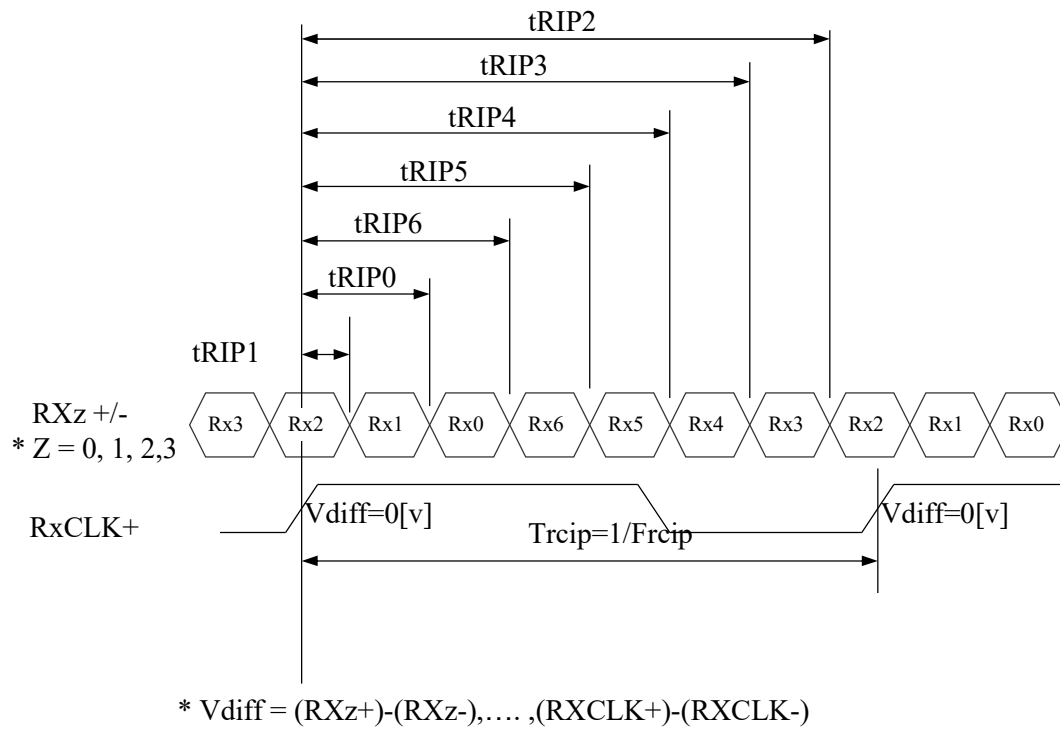 tRIP2
tRIP3
tRIP4
tRIP5
tRIP6
tRIP0
tRIP1
RXz +/-
* Z = 0, 1, 2,3
Rx3 Rx2 Rx1 Rx0 Rx6 Rx5 Rx4 Rx3 Rx2 Rx1 Rx0
RxCLK+
Vdiff=0[v] Vdiff=0[v]
Trcip=1/Frcip
* Vdiff = (RXz+)-(RXz-),.... ,(RXCLK+)-(RXCLK-)